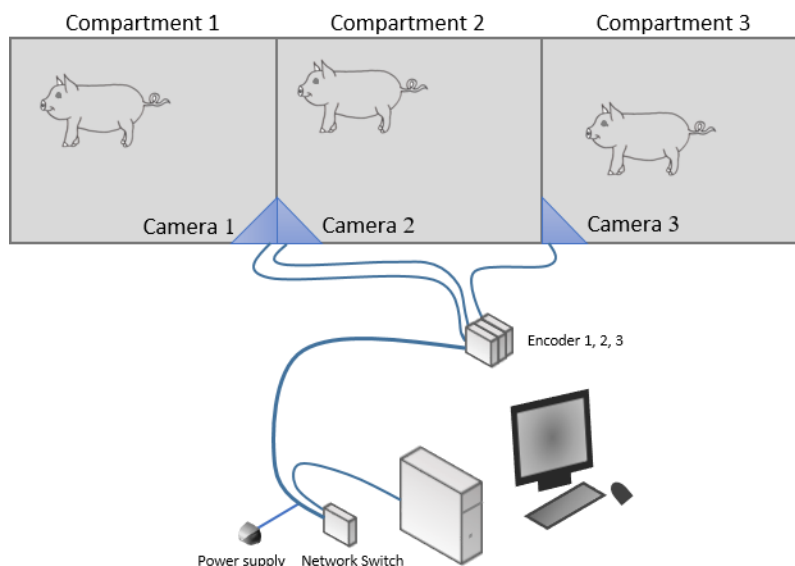 Compartment 1
Compartment 2
Compartment 3
Camera 1
Camera 2
Camera 3
Encoder 1, 2, 3
Power supply
Network Switch